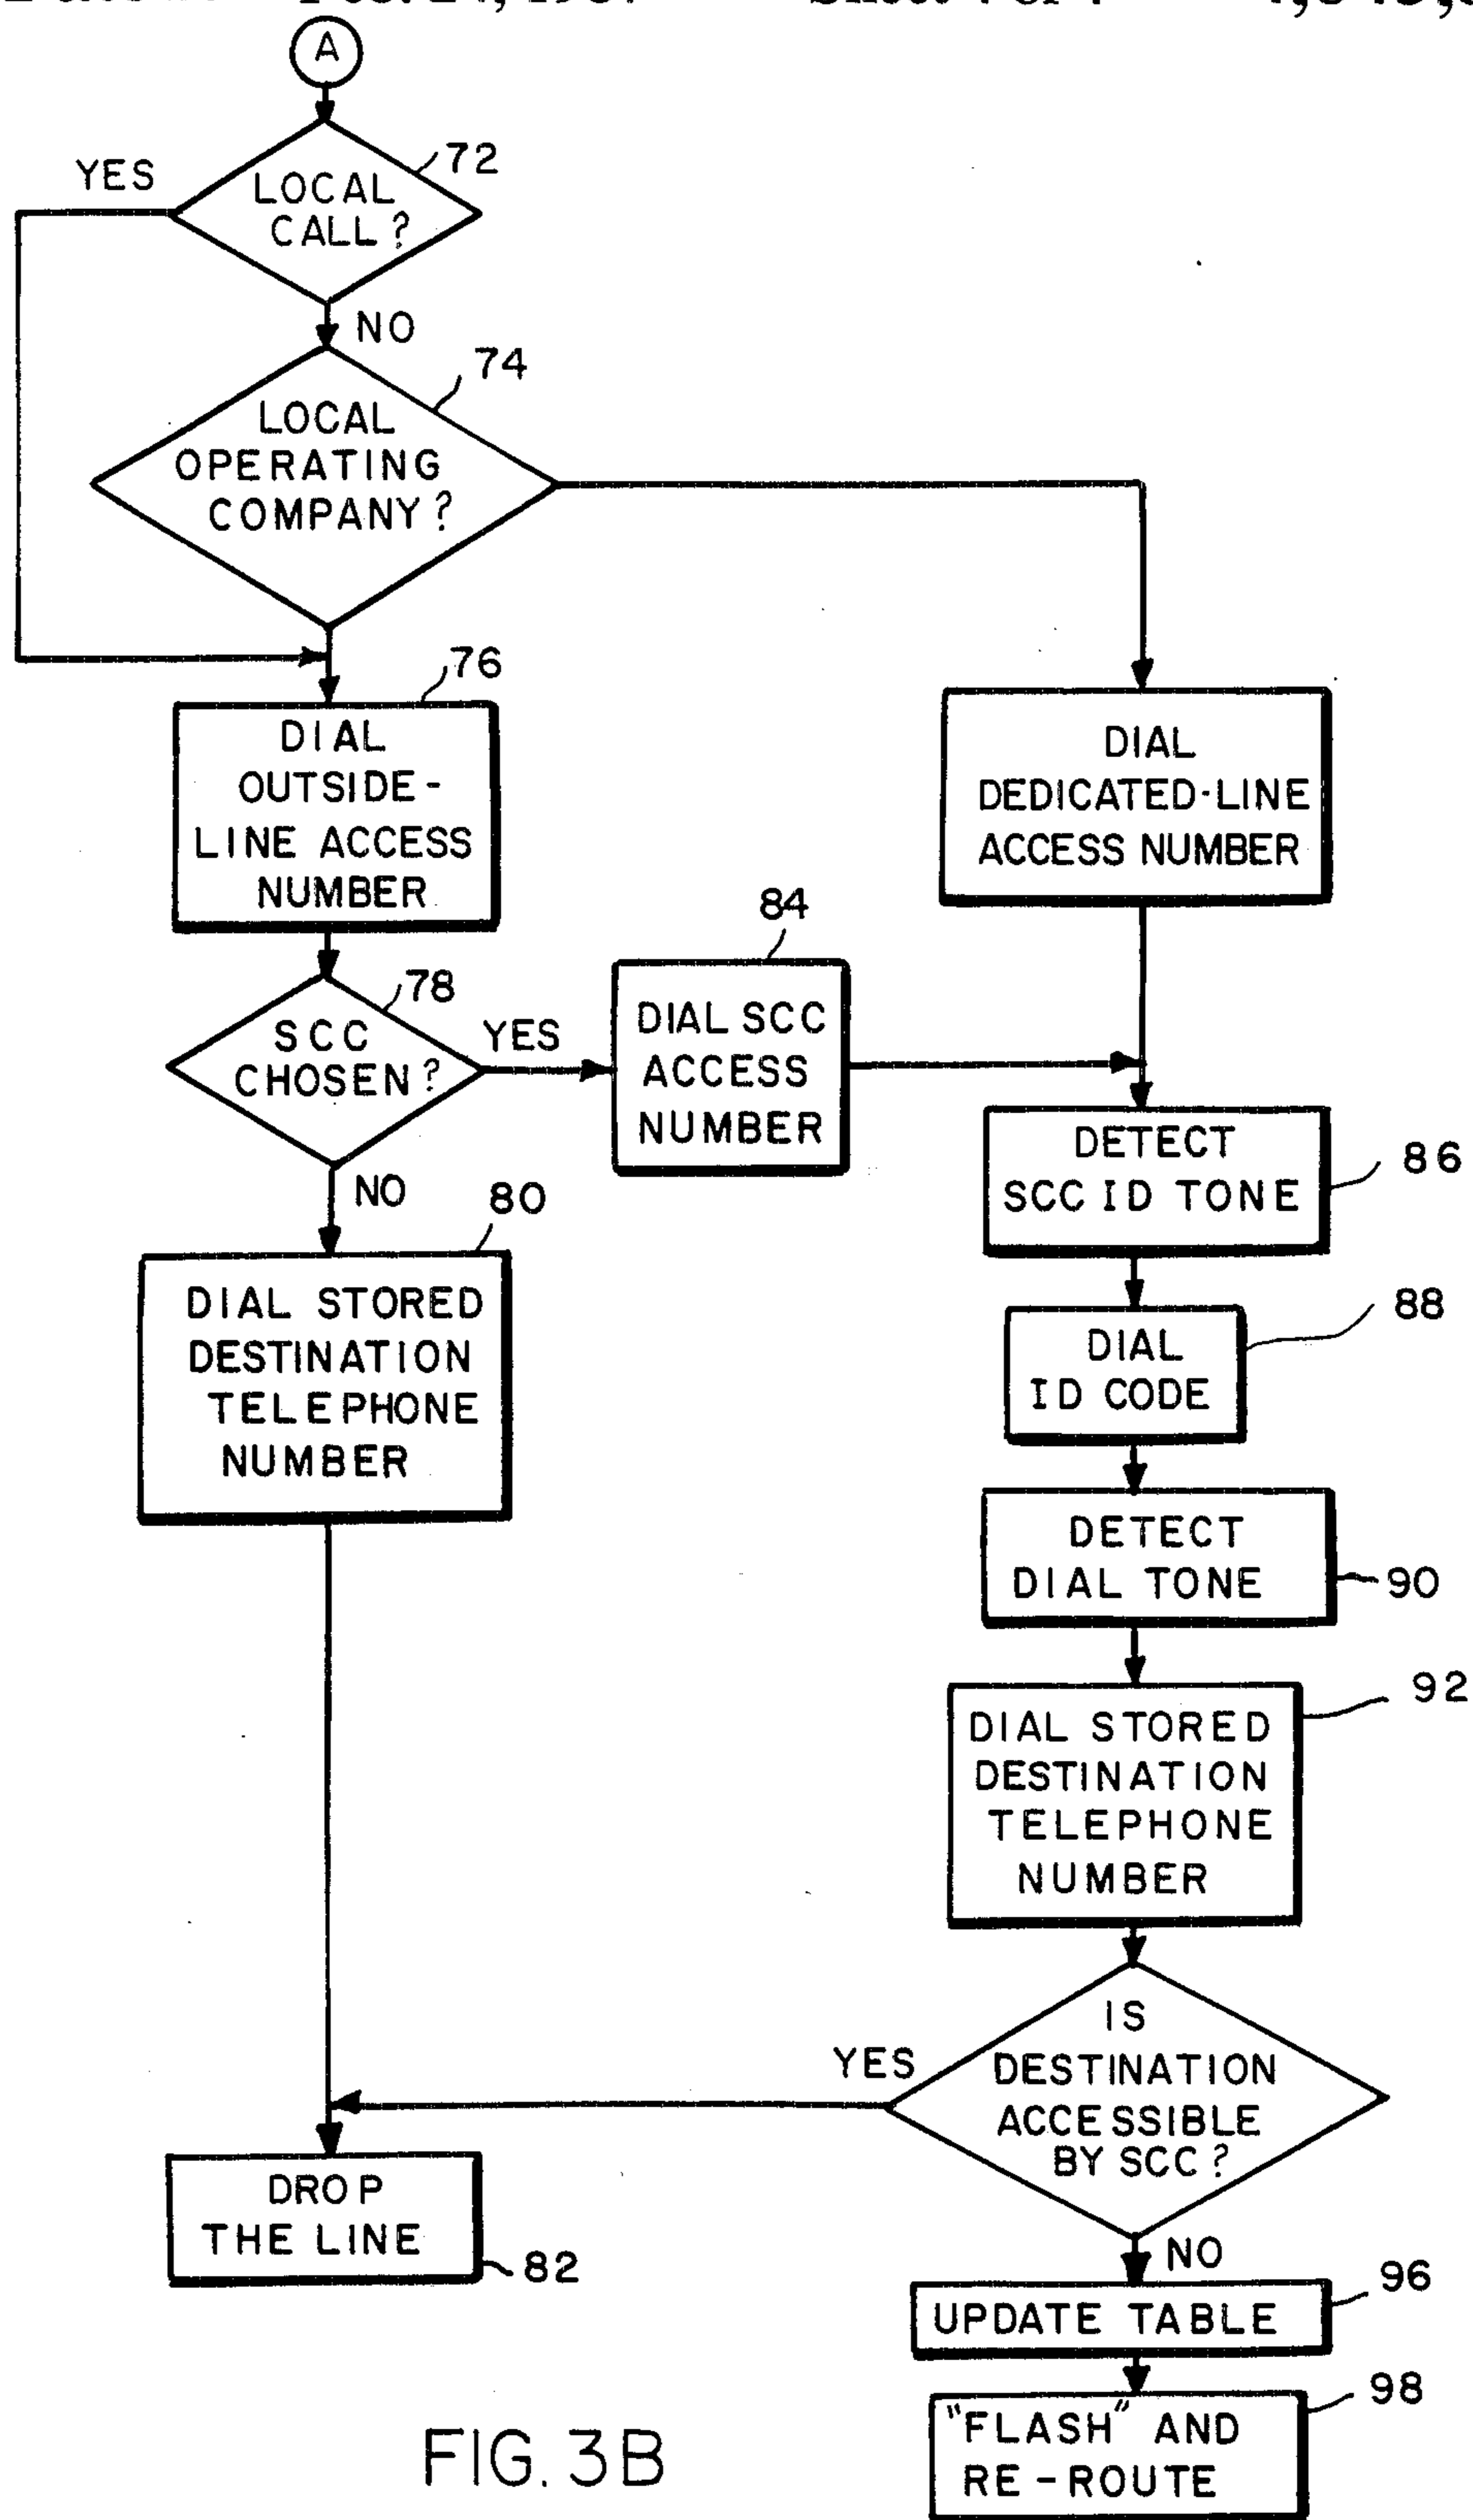 A
72
YES
LOCAL
CALL?
NO
74
LOCAL
OPERATING
COMPANY?
76
DIAL
OUTSIDE-
LINE ACCESS
NUMBER
DIAL
DEDICATED-LINE
ACCESS NUMBER
84
78
SCC
CHOSEN?
YES
DIAL SCC
ACCESS
NUMBER
DETECT
SCC ID TONE
86
NO
80
DIAL STORED
DESTINATION
TELEPHONE
NUMBER
DIAL
ID CODE
88
DETECT
DIAL TONE
90
DIAL STORED
DESTINATION
TELEPHONE
NUMBER
92
IS
DESTINATION
ACCESSIBLE
BY SCC?
YES
DROP
THE LINE
82
NO
UPDATE TABLE
96
"FLASH" AND
RE-ROUTE
98
FIG. 3B